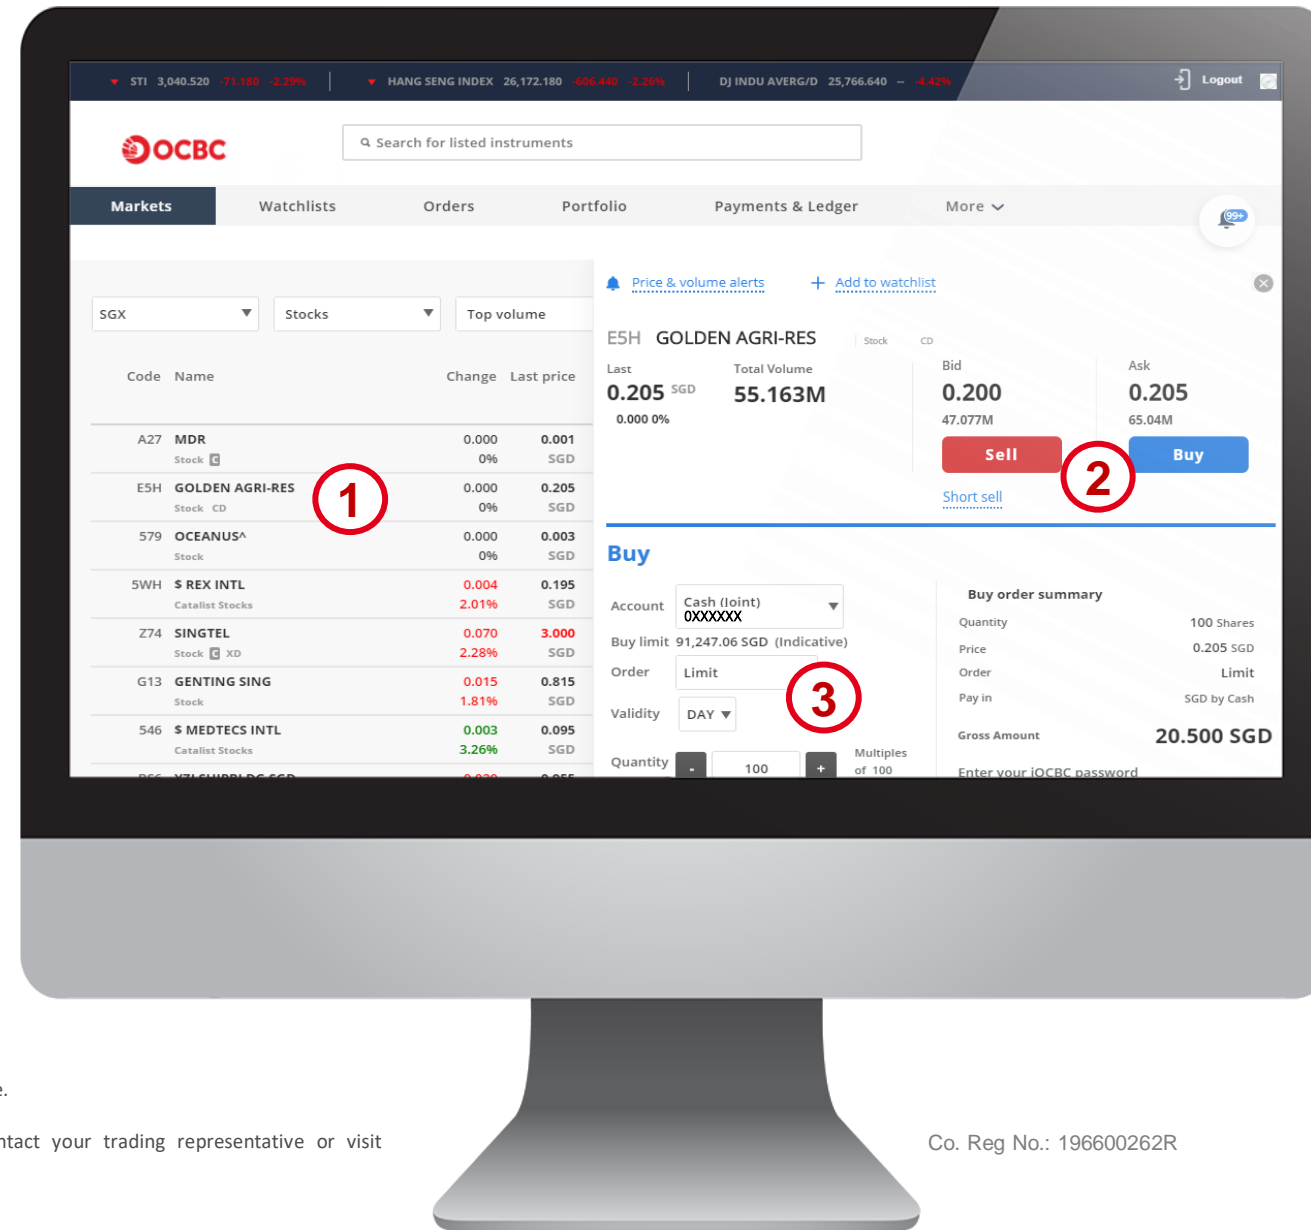 STI 3,040.520 -71.180 -2.29% HANG SENG INDEX 26,172.180 -606.440 -2.26% DJ INDU AVERG/D 25,766.640 -- -4.42% Logout
OCBC
Search for listed instruments
Markets Watchlists Orders Portfolio Payments & Ledger More
99+
Price & volume alerts + Add to watchlist
SGX Stocks Top volume
E5H GOLDEN AGRI-RES Stock CD
Last Total Volume Bid Ask
0.205 SGD 55.163M 0.200 0.205
0.000 0% 47.077M 65.04M
Sell Buy
2
Short sell
Code Name Change Last price
A27 MDR 0.000 0.001
Stock C 0% SGD
E5H GOLDEN AGRI-RES 0.000 0.205
Stock CD 0% SGD
1
579 OCEANUS^ 0.000 0.003
Stock 0% SGD
5WH $ REX INTL 0.004 0.195
Catalist Stocks 2.01% SGD
Z74 SINGTEL 0.070 3.000
Stock C XD 2.28% SGD
G13 GENTING SING 0.015 0.815
Stock 1.81% SGD
546 $ MEDTECS INTL 0.003 0.095
Catalist Stocks 3.26% SGD
Buy
Account Cash (Joint)
0XXXXXX
Buy limit 91,247.06 SGD (Indicative)
Order Limit
3
Validity DAY
Quantity - 100 + Multiples
of 100
Buy order summary
Quantity 100 Shares
Price 0.205 SGD
Order Limit
Pay in SGD by Cash
Gross Amount 20.500 SGD
Enter your iOCBC password
e.
ntact your trading representative or visit
Co. Reg No.: 196600262R